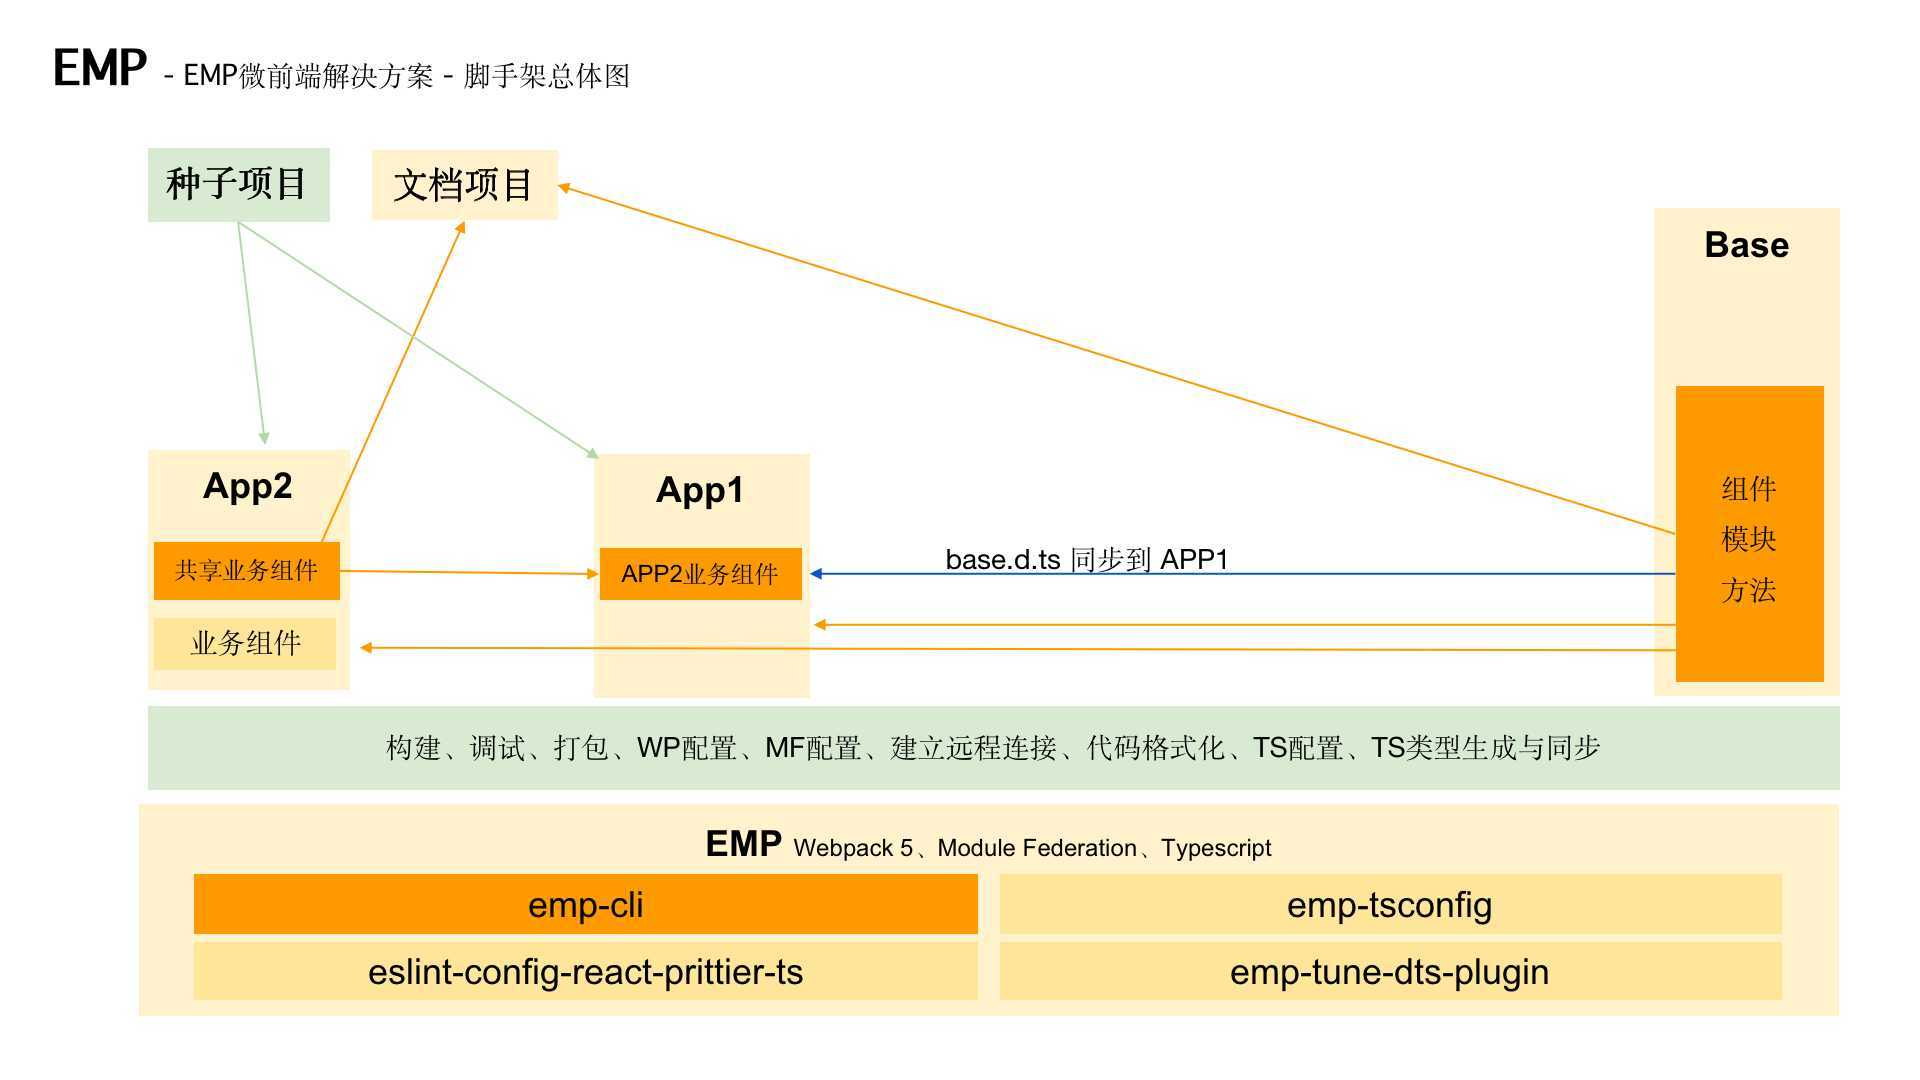 EMP - EMP微前端解决方案 - 脚手架总体图
种子项目
文档项目
Base
App2
App1
共享业务组件
APP2业务组件
业务组件
base.d.ts 同步到 APP1
组件
模块
方法
构建、调试、打包、WP配置、MF配置、建立远程连接、代码格式化、TS配置、TS类型生成与同步
EMP Webpack 5、Module Federation、Typescript
emp-cli
emp-tsconfig
eslint-config-react-prittier-ts
emp-tune-dts-plugin